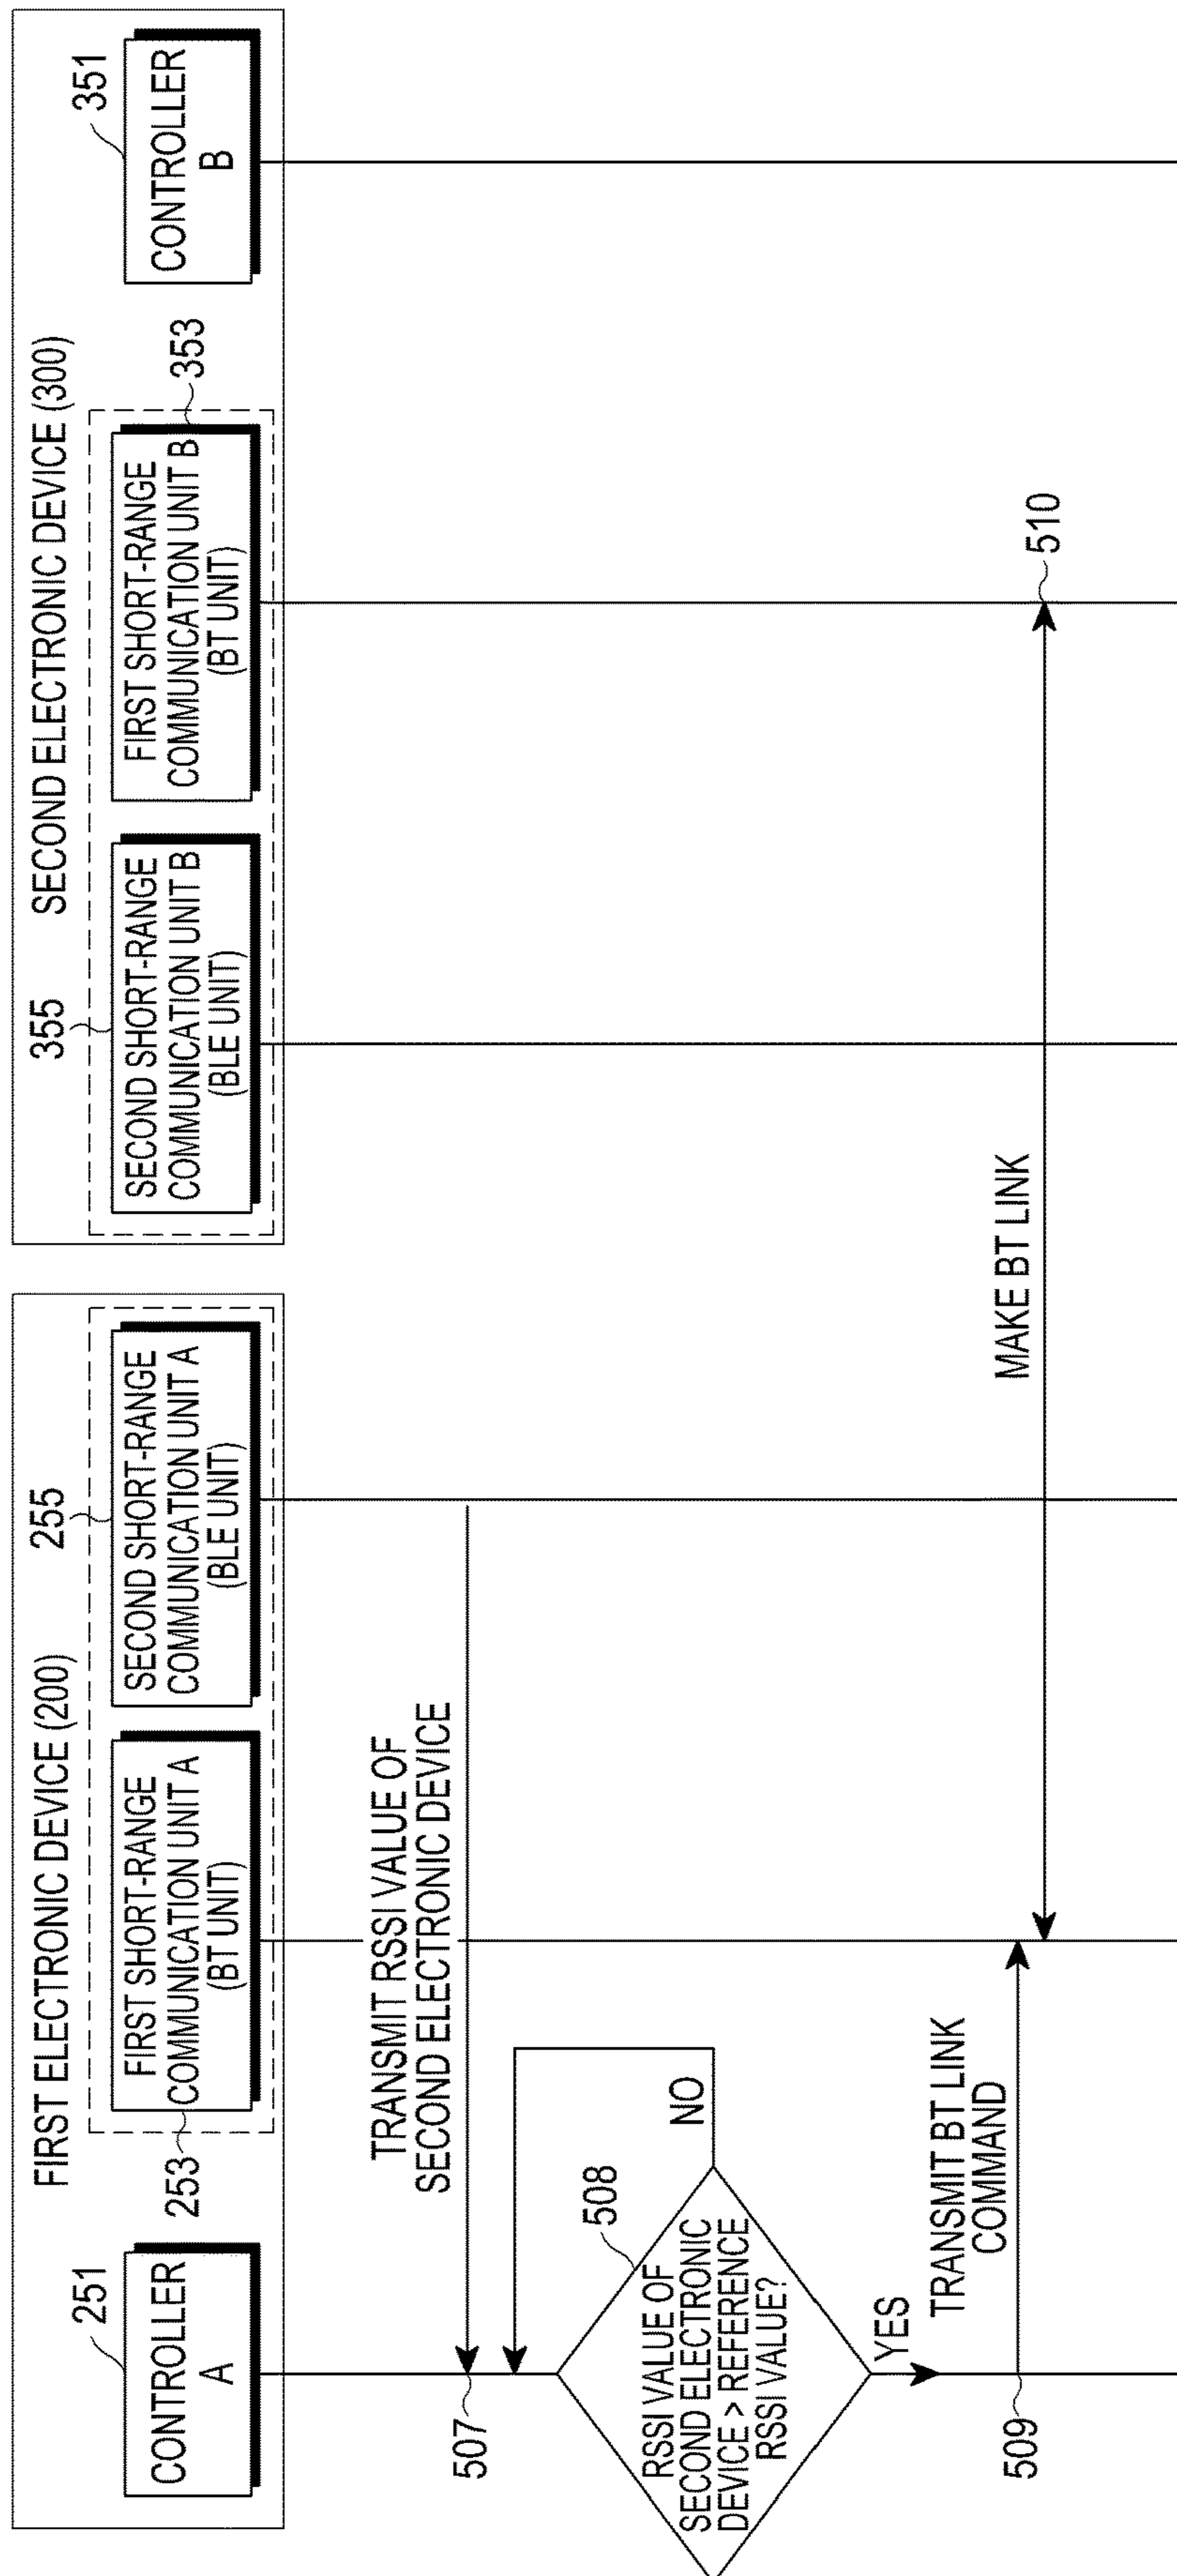 FIRST ELECTRONIC DEVICE (200)
251
CONTROLLER
A
253
FIRST SHORT-RANGE
COMMUNICATION UNIT A
(BT UNIT)
255
SECOND SHORT-RANGE
COMMUNICATION UNIT A
(BLE UNIT)
SECOND ELECTRONIC DEVICE (300)
355
SECOND SHORT-RANGE
COMMUNICATION UNIT B
(BLE UNIT)
353
FIRST SHORT-RANGE
COMMUNICATION UNIT B
(BT UNIT)
351
CONTROLLER
B
TRANSMIT RSSI VALUE OF
SECOND ELECTRONIC DEVICE
507
508
RSSI VALUE OF
SECOND ELECTRONIC
DEVICE > REFERENCE
RSSI VALUE?
NO
YES
TRANSMIT BT LINK
COMMAND
509
MAKE BT LINK
510